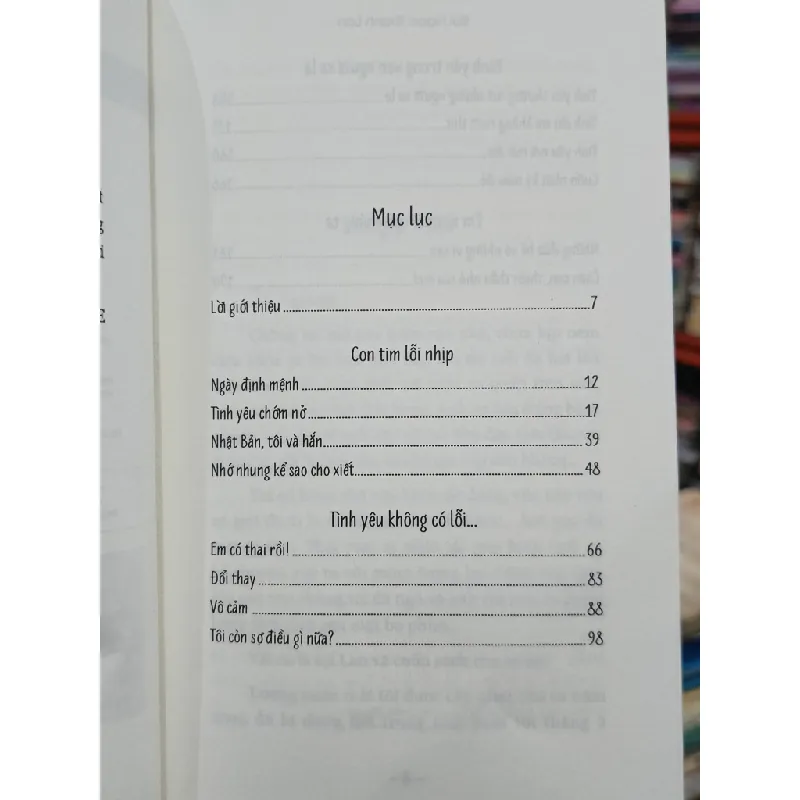 Mục lục
Lời giới thiệu 7
Con tim lỗi nhịp
Ngày định mệnh 12
Tình yêu chớm nở 17
Nhật Bản, tôi và hắn 39
Nhớ nhung kể sao cho xiết 48
Tình yêu không có lỗi...
Em có thai rồi! 66
Đổi thay 83
Vô cảm 88
Tôi còn sợ điều gì nữa? 98